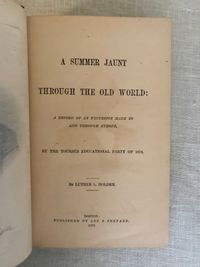 A SUMMER JAUNT
THROUGH THE OLD WORLD:
A RECORD OF AN EXCURSION MADE TO
AND THROUGH EUROPE,
BY THE TOURJEE EDUCATIONAL PARTY OF 1878.
BY LUTHER L. HOLDEN.
BOSTON:
PUBLISHED BY LEE & SHEPARD.
1879.